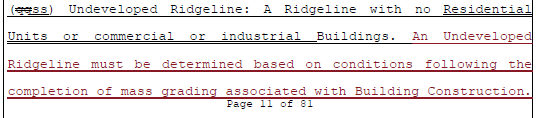 (qqss) Undeveloped Ridgeline: A Ridgeline with no Residential
Units or commercial or industrial Buildings. An Undeveloped
Ridgeline must be determined based on conditions following the
completion of mass grading associated with Building Construction.
Page 11 of 81